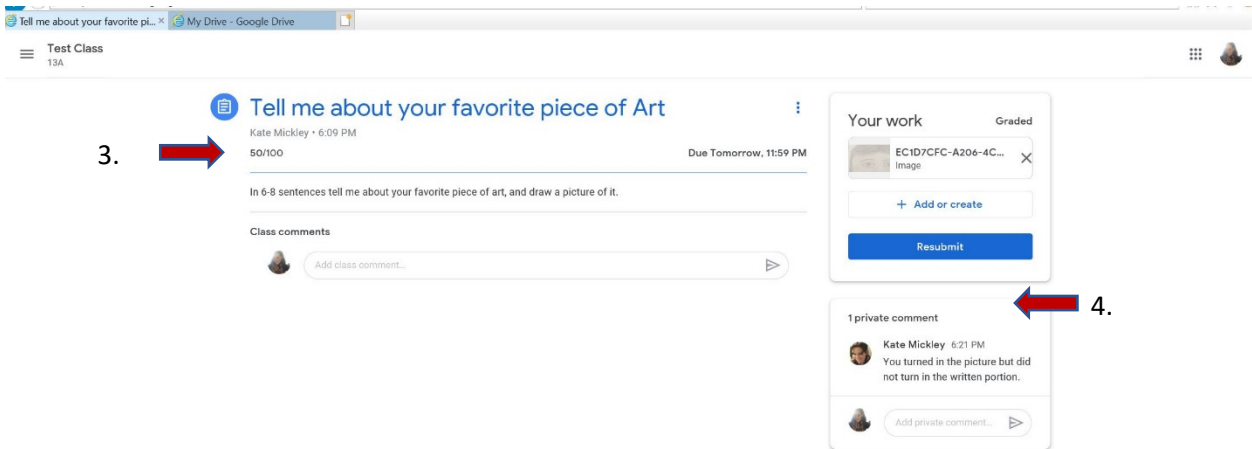 Tell me about your favorite pi... ×
My Drive - Google Drive
Test Class
13A
Tell me about your favorite piece of Art
Kate Mickley • 6:09 PM
3.
50/100
Due Tomorrow, 11:59 PM
In 6-8 sentences tell me about your favorite piece of art, and draw a picture of it.
Class comments
Add class comment...
Your work
Graded
EC1D7CFC-A206-4C...
Image
+ Add or create
Resubmit
4.
1 private comment
Kate Mickley 6:21 PM
You turned in the picture but did
not turn in the written portion.
Add private comment...